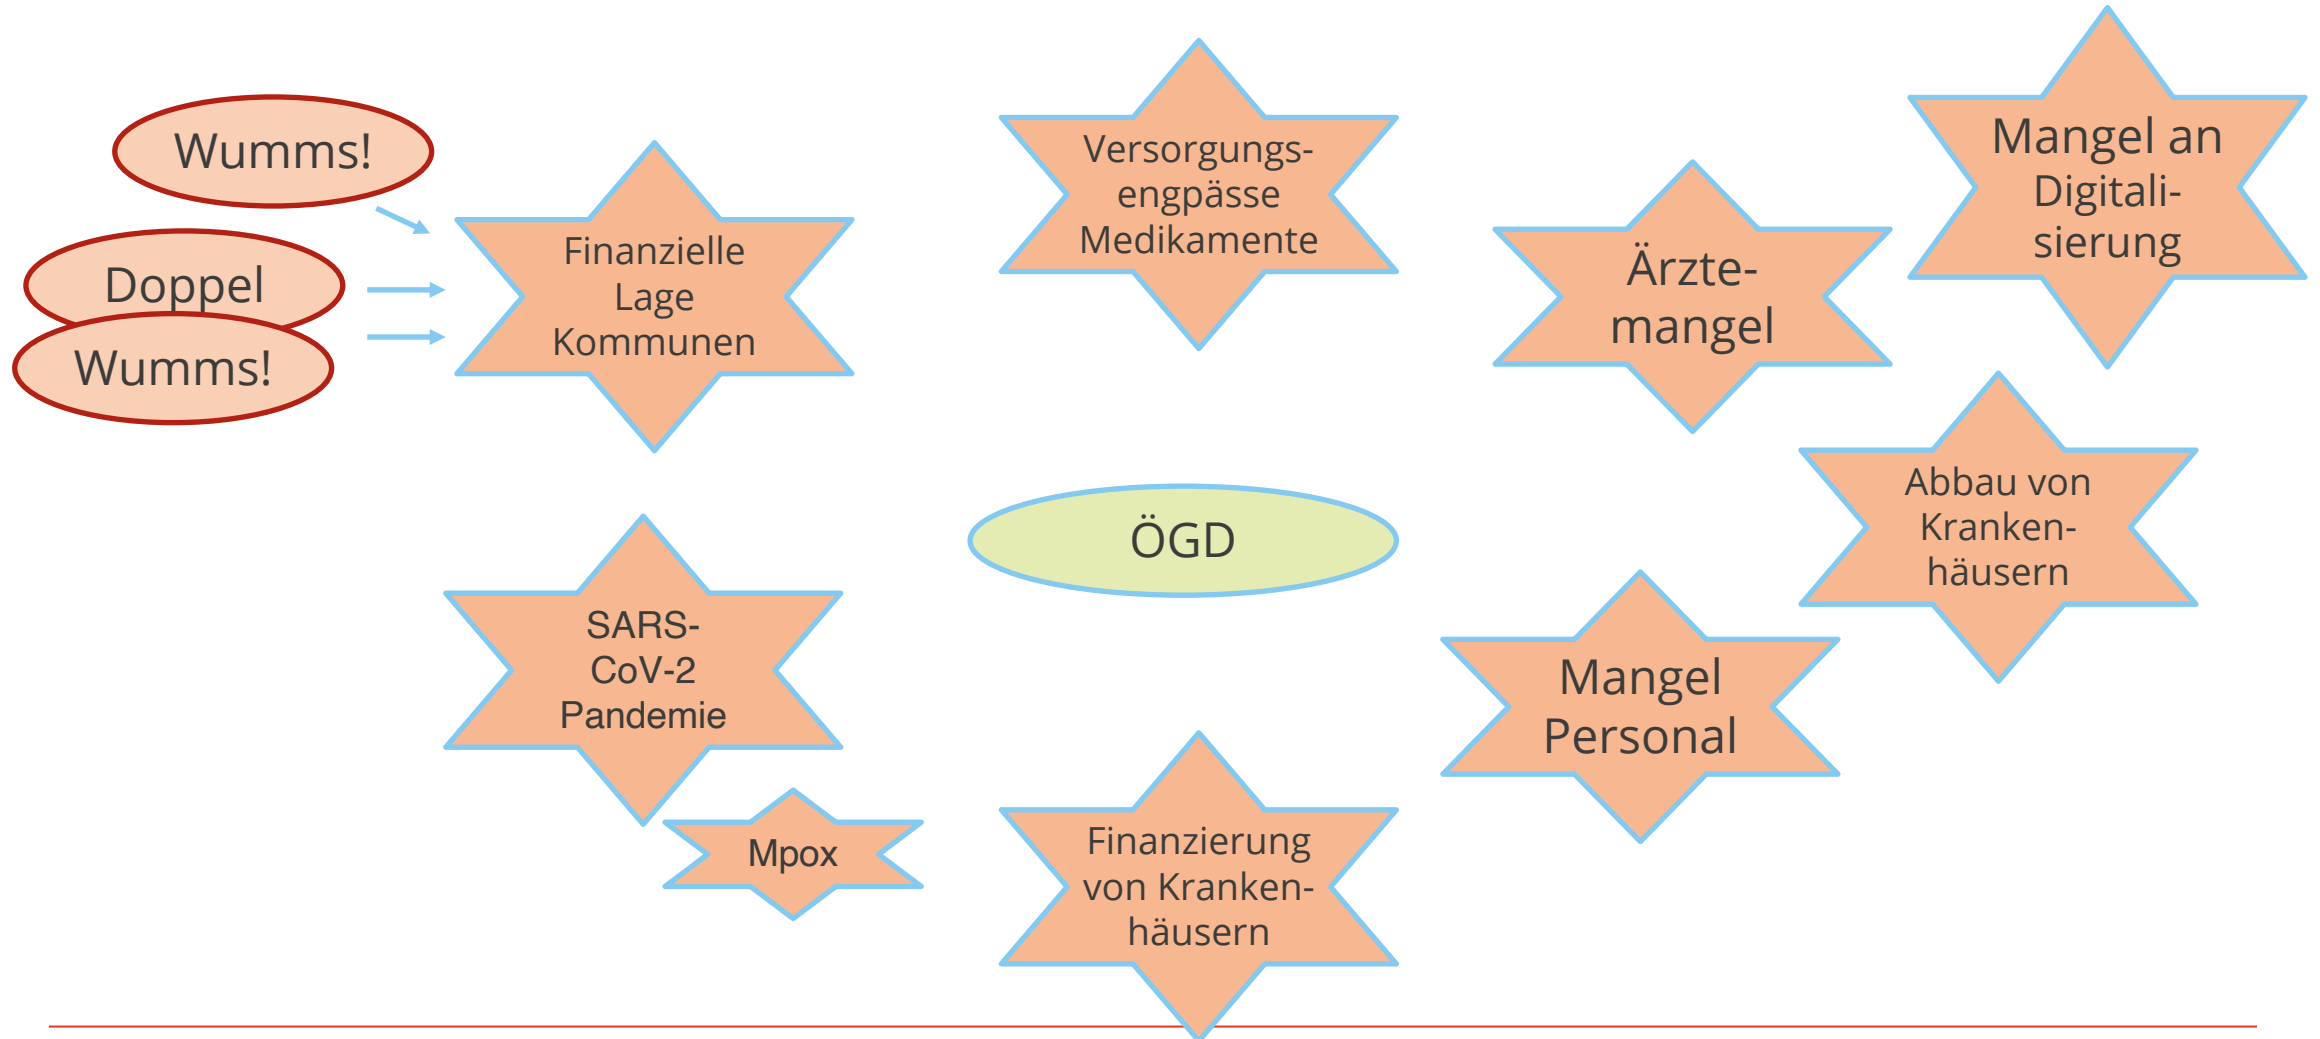 Wumms!
Doppel
Wumms!
Finanzielle
Lage
Kommunen
Versorgungs-
engpässe
Medikamente
Ärzte-
mangel
Mangel an
Digitali-
sierung
Abbau von
Kranken-
häusern
ÖGD
SARS-
CoV-2
Pandemie
Mpox
Finanzierung
von Kranken-
häusern
Mangel
Personal